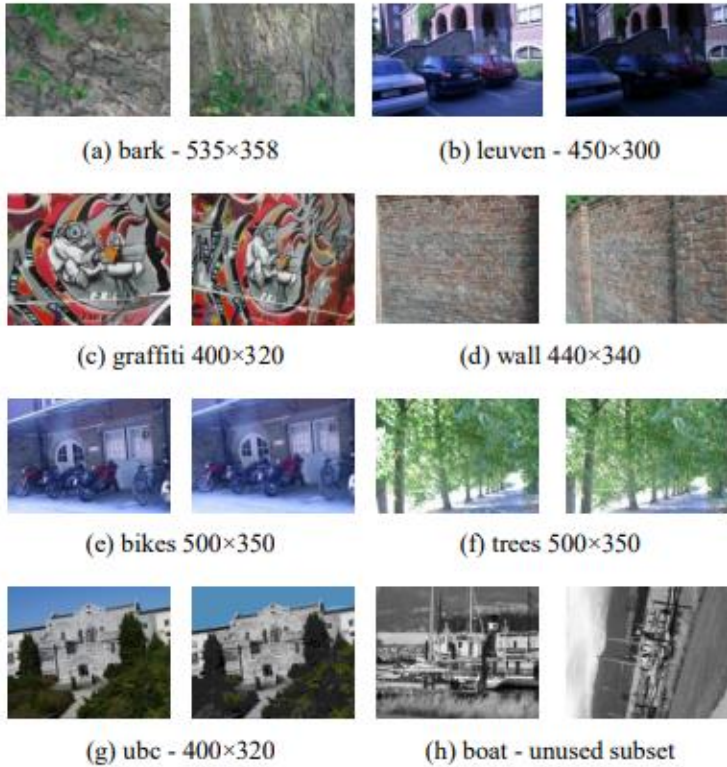 (a) bark - 535×358
(b) leuven - 450×300
(c) graffiti 400×320
(d) wall 440×340
(e) bikes 500×350
(f) trees 500×350
(g) ubc - 400×320
(h) boat - unused subset